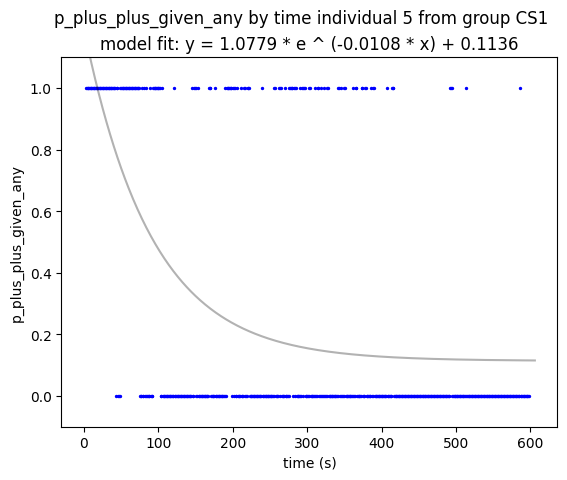 p_plus_plus_given_any by time individual 5 from group CS1
model fit: y = 1.0779 * e ^ (-0.0108 * x) + 0.1136
1.0
0.8
0.6
0.4
0.2
0.0
p_plus_plus_given_any
0 100 200 300 400 500 600
time (s)